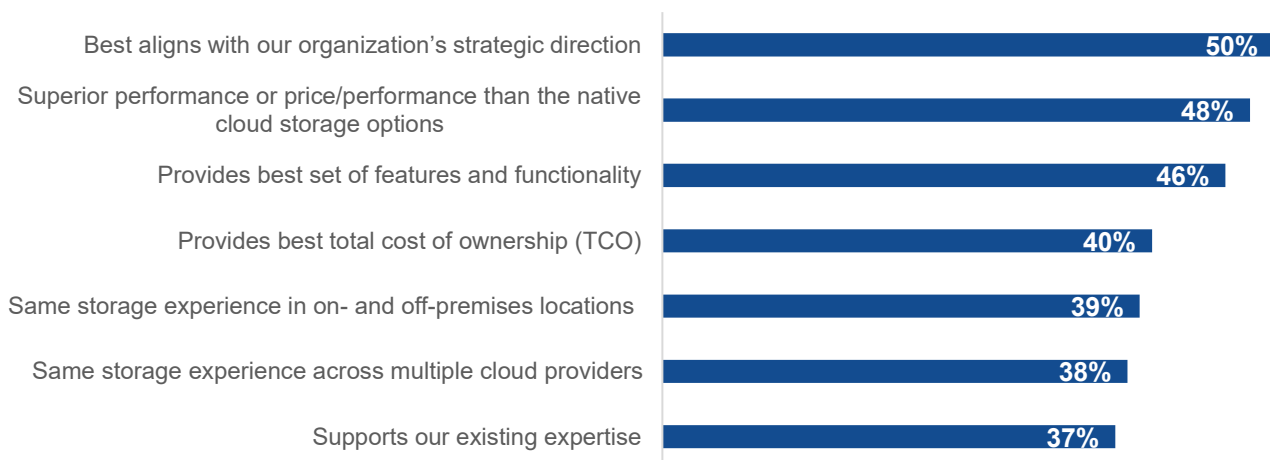 Best aligns with our organization’s strategic direction
50%
Superior performance or price/performance than the native
cloud storage options
48%
Provides best set of features and functionality
46%
Provides best total cost of ownership (TCO)
40%
Same storage experience in on- and off-premises locations
39%
Same storage experience across multiple cloud providers
38%
Supports our existing expertise
37%